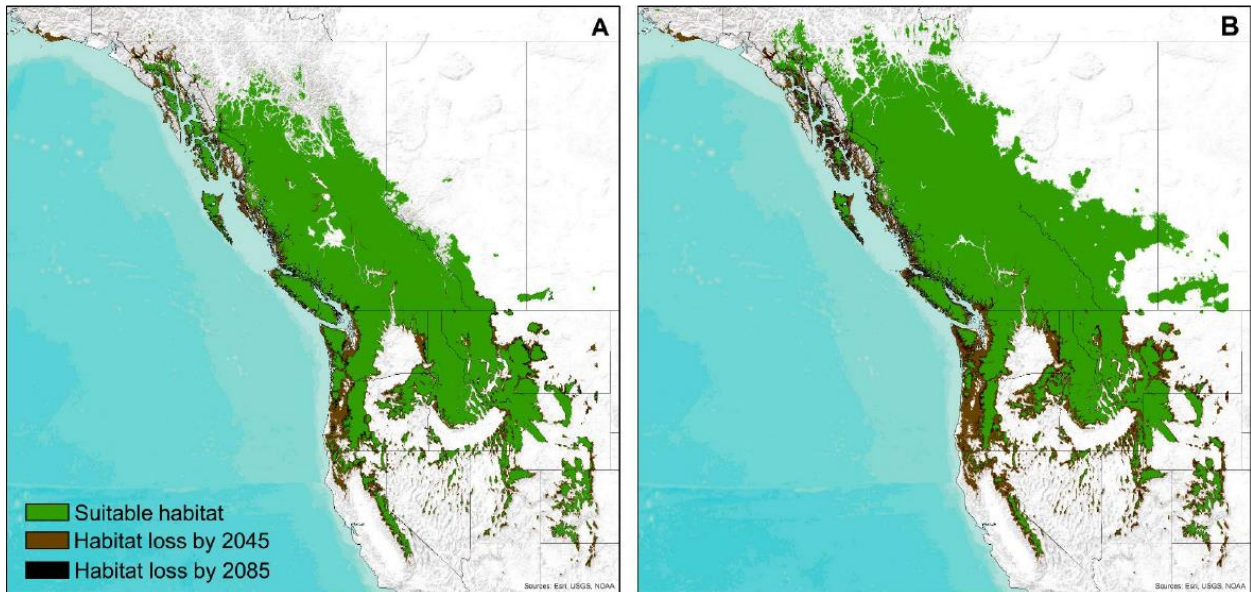 A
B
Suitable habitat
Habitat loss by 2045
Habitat loss by 2085
Sources: Esri, USGS, NOAA
Sources: Esri, USGS, NOAA